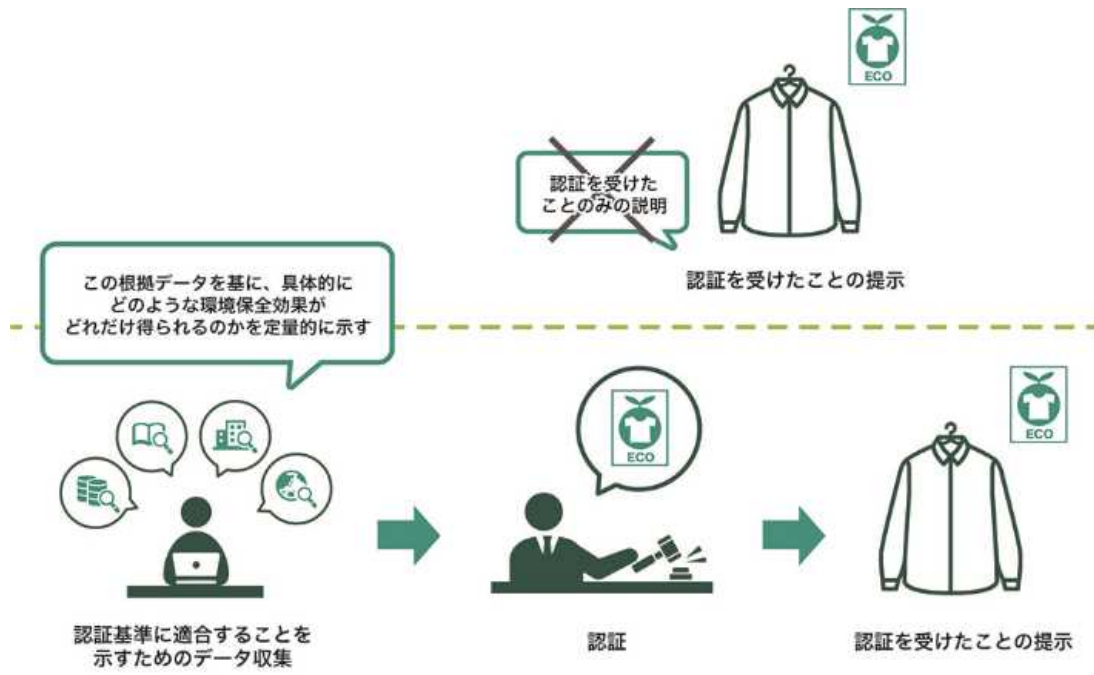 ECO
認証を受けた
ことのみの説明
認証を受けたことの提示
この根拠データを基に、具体的に
どのような環境保全効果が
どれだけ得られるのかを定量的に示す
ECO
ECO
認証基準に適合することを
示すためのデータ収集
認証
認証を受けたことの提示